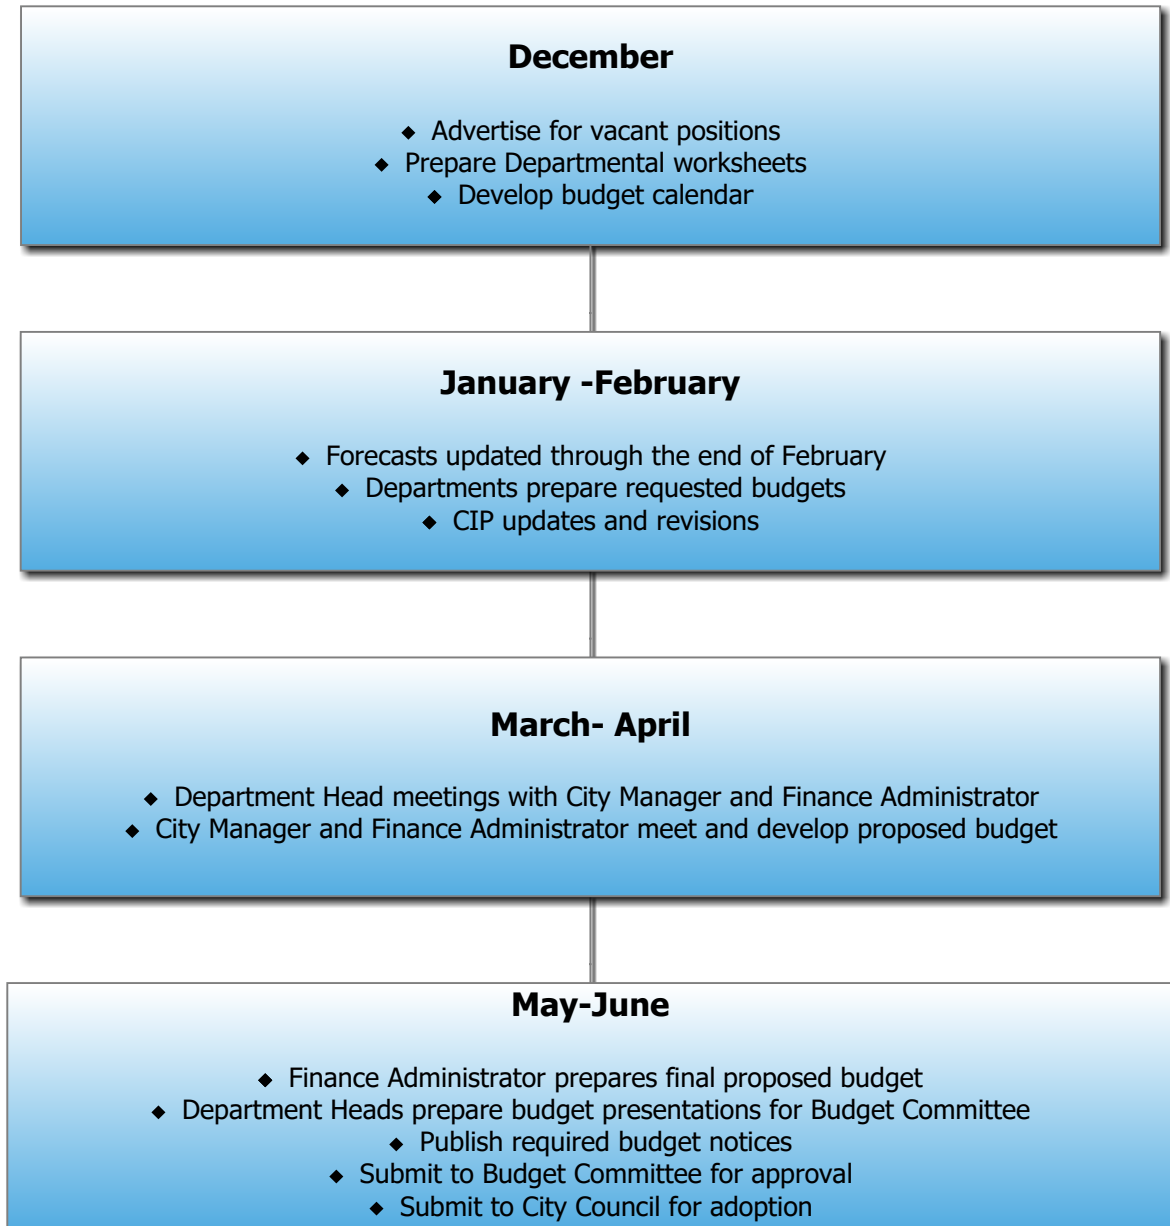 December
◆ Advertise for vacant positions
◆ Prepare Departmental worksheets
◆ Develop budget calendar
January -February
◆ Forecasts updated through the end of February
◆ Departments prepare requested budgets
◆ CIP updates and revisions
March- April
◆ Department Head meetings with City Manager and Finance Administrator
◆ City Manager and Finance Administrator meet and develop proposed budget
May-June
◆ Finance Administrator prepares final proposed budget
◆ Department Heads prepare budget presentations for Budget Committee
◆ Publish required budget notices
◆ Submit to Budget Committee for approval
◆ Submit to City Council for adoption